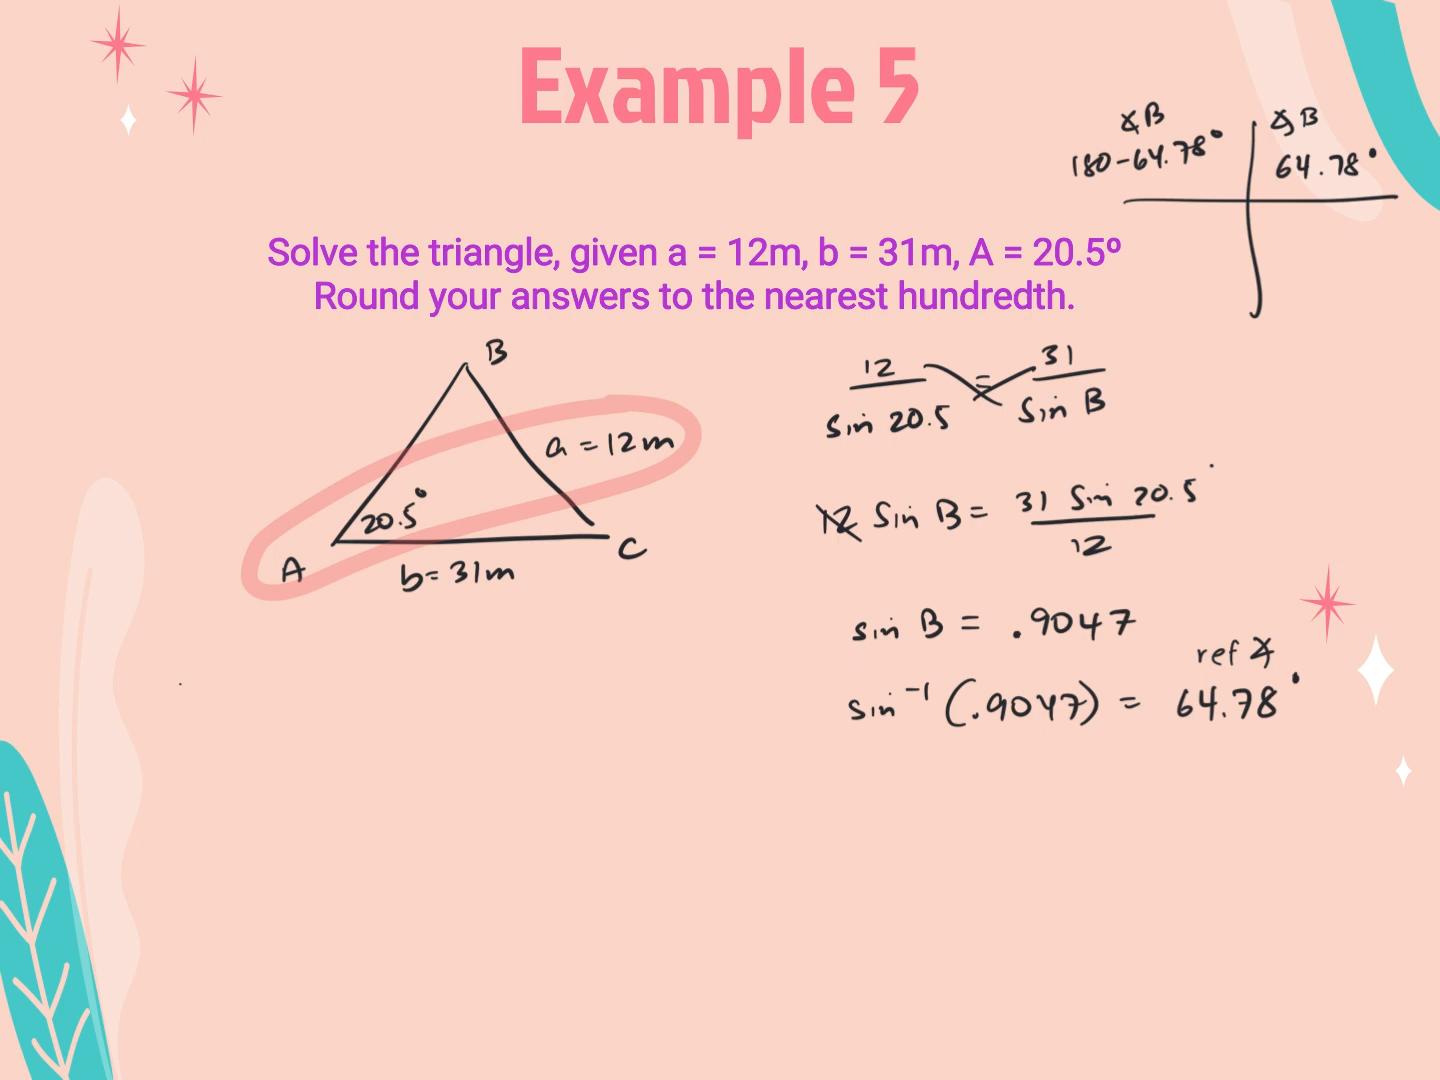 Example 5
∡B
180-64.78°
∡B
64.78°
Solve the triangle, given a = 12m, b = 31m, A = 20.5º
Round your answers to the nearest hundredth.
B
a = 12m
20.5°
A
b = 31m
C
12 = 31
sin 20.5 sin B
12 sin B = 31 sin 20.5°
12
sin B = .9047
ref ∡
sin⁻¹ (.9047) = 64.78°